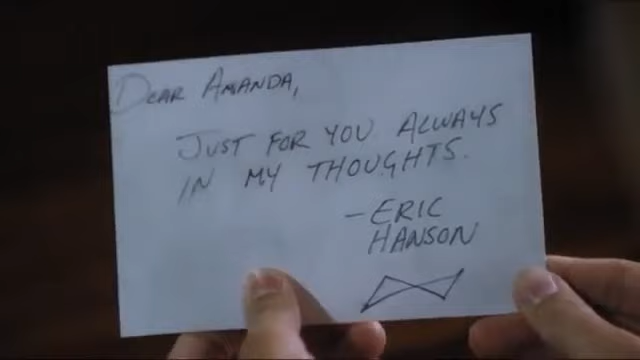 DEAR AMANDA,
JUST FOR YOU. ALWAYS
IN MY THOUGHTS.
-ERIC
HANSON